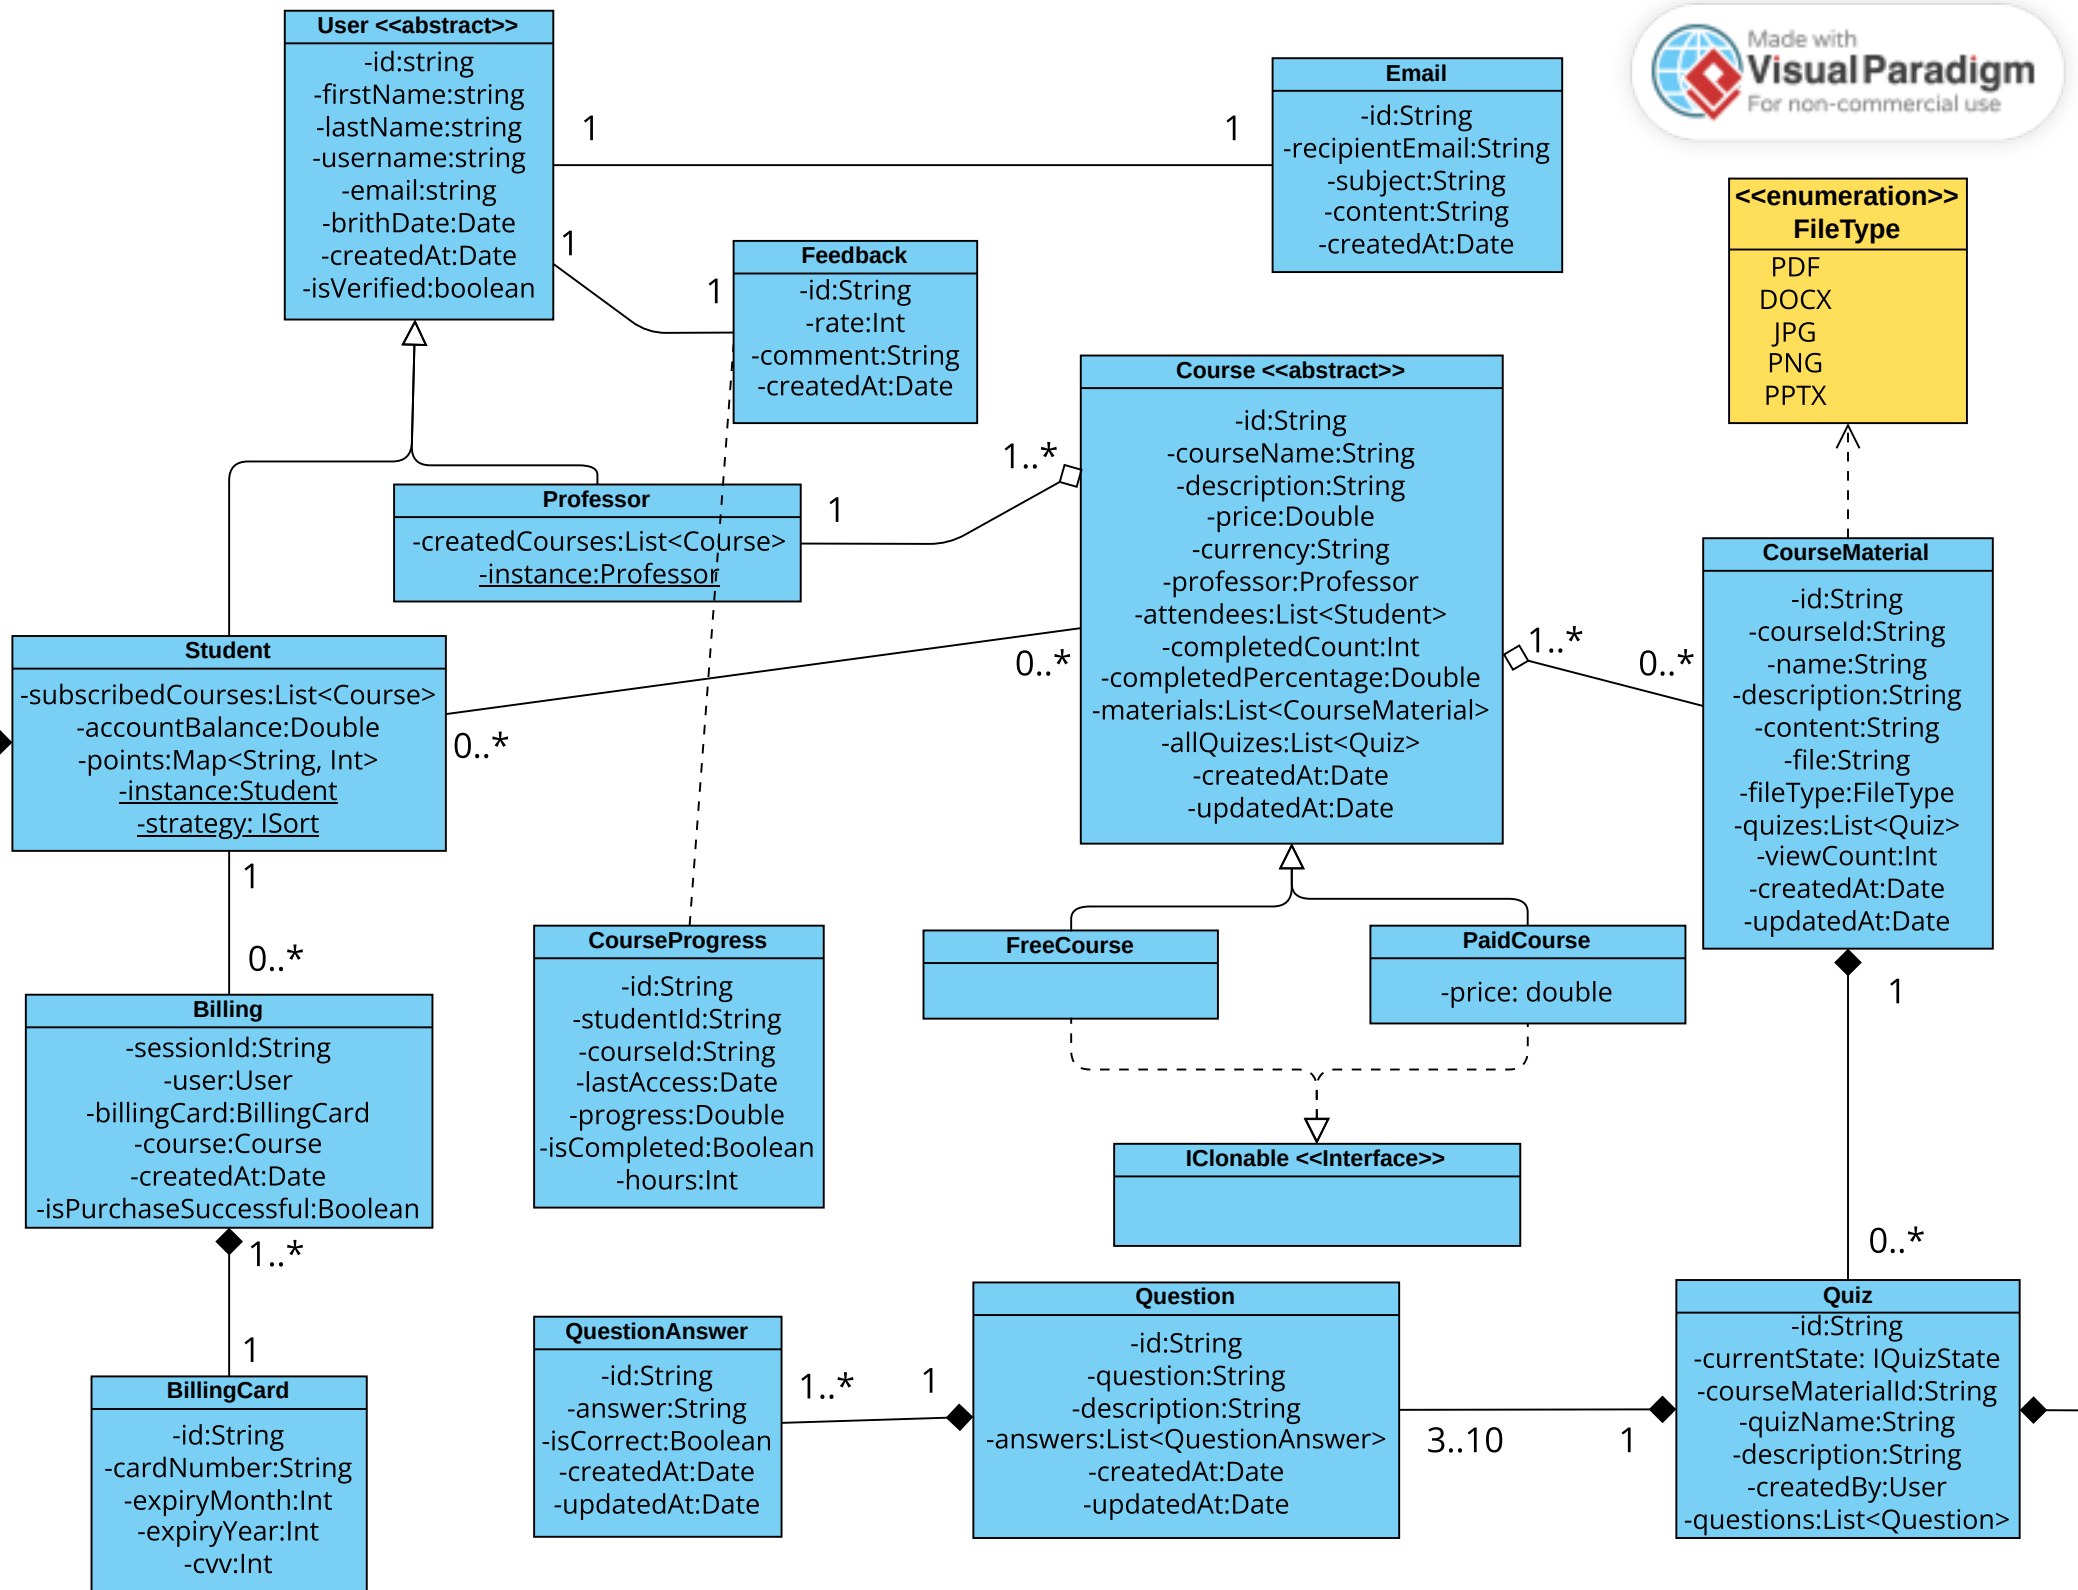 User <<abstract>>
-id:string
-firstName:string
-lastName:string
-username:string
-email:string
-brithDate:Date
-createdAt:Date
-isVerified:boolean
1
1
Email
-id:String
-recipientEmail:String
-subject:String
-content:String
-createdAt:Date
Made with
Visual Paradigm
For non-commercial use
1
1
Feedback
-id:String
-rate:Int
-comment:String
-createdAt:Date
<<enumeration>>
FileType
PDF
DOCX
JPG
PNG
PPTX
Professor
-createdCourses:List<Course>
-instance:Professor
1
1..*
Course <<abstract>>
-id:String
-courseName:String
-description:String
-price:Double
-currency:String
-professor:Professor
-attendees:List<Student>
-completedCount:Int
-completedPercentage:Double
-materials:List<CourseMaterial>
-allQuizes:List<Quiz>
-createdAt:Date
-updatedAt:Date
1..*
0..*
CourseMaterial
-id:String
-courseId:String
-name:String
-description:String
-content:String
-file:String
-fileType:FileType
-quizes:List<Quiz>
-viewCount:Int
-createdAt:Date
-updatedAt:Date
Student
-subscribedCourses:List<Course>
-accountBalance:Double
-points:Map<String, Int>
-instance:Student
-strategy: ISort
0..*
0..*
1
0..*
Billing
-sessionId:String
-user:User
-billingCard:BillingCard
-course:Course
-createdAt:Date
-isPurchaseSuccessful:Boolean
1..*
1
BillingCard
-id:String
-cardNumber:String
-expiryMonth:Int
-expiryYear:Int
-cvv:Int
CourseProgress
-id:String
-studentId:String
-courseId:String
-lastAccess:Date
-progress:Double
-isCompleted:Boolean
-hours:Int
FreeCourse
PaidCourse
-price: double
IClonable <<Interface>>
1
0..*
QuestionAnswer
-id:String
-answer:String
-isCorrect:Boolean
-createdAt:Date
-updatedAt:Date
1..*
1
Question
-id:String
-question:String
-description:String
-answers:List<QuestionAnswer>
-createdAt:Date
-updatedAt:Date
3..10
1
Quiz
-id:String
-currentState: IQuizState
-courseMaterialId:String
-quizName:String
-description:String
-createdBy:User
-questions:List<Question>